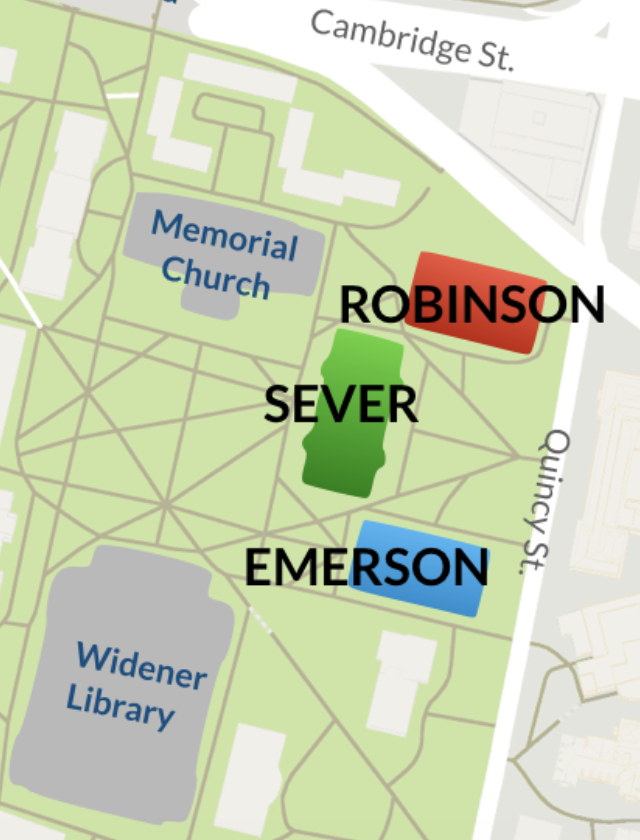 Cambridge St.
Memorial
Church
ROBINSON
SEVER
Quincy St.
EMERSON
Widener
Library